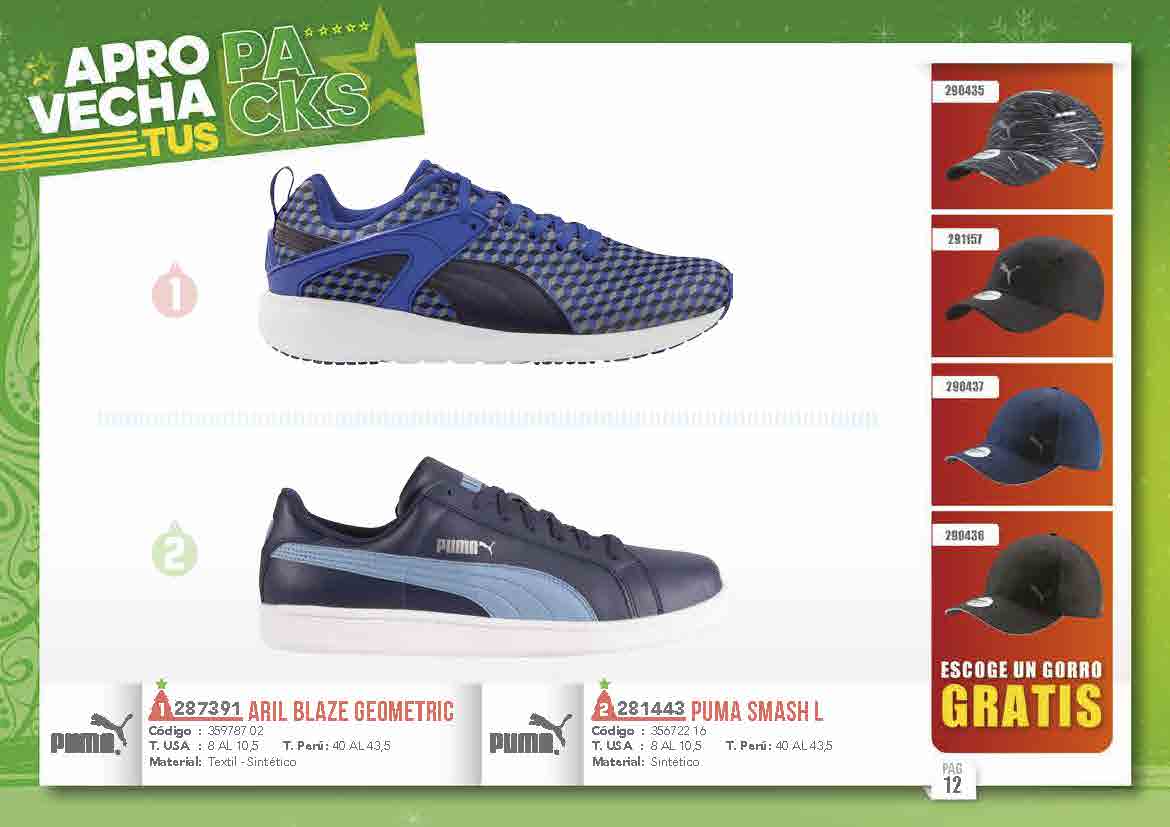 APRO
VECHA
TUS
PA
CKS
1
2
PUMA
290435
291157
290437
290436
ESCOGE UN GORRO
GRATIS
PUMA
1 287391 ARIL BLAZE GEOMETRIC
Código : 359787 02
T. USA : 8 AL 10,5 T. Perú: 40 AL 43,5
Material: Textil - Sintético
PUMA
2 281443 PUMA SMASH L
Código : 356722 16
T. USA : 8 AL 10,5 T. Perú: 40 AL 43,5
Material: Sintético
PAG
12